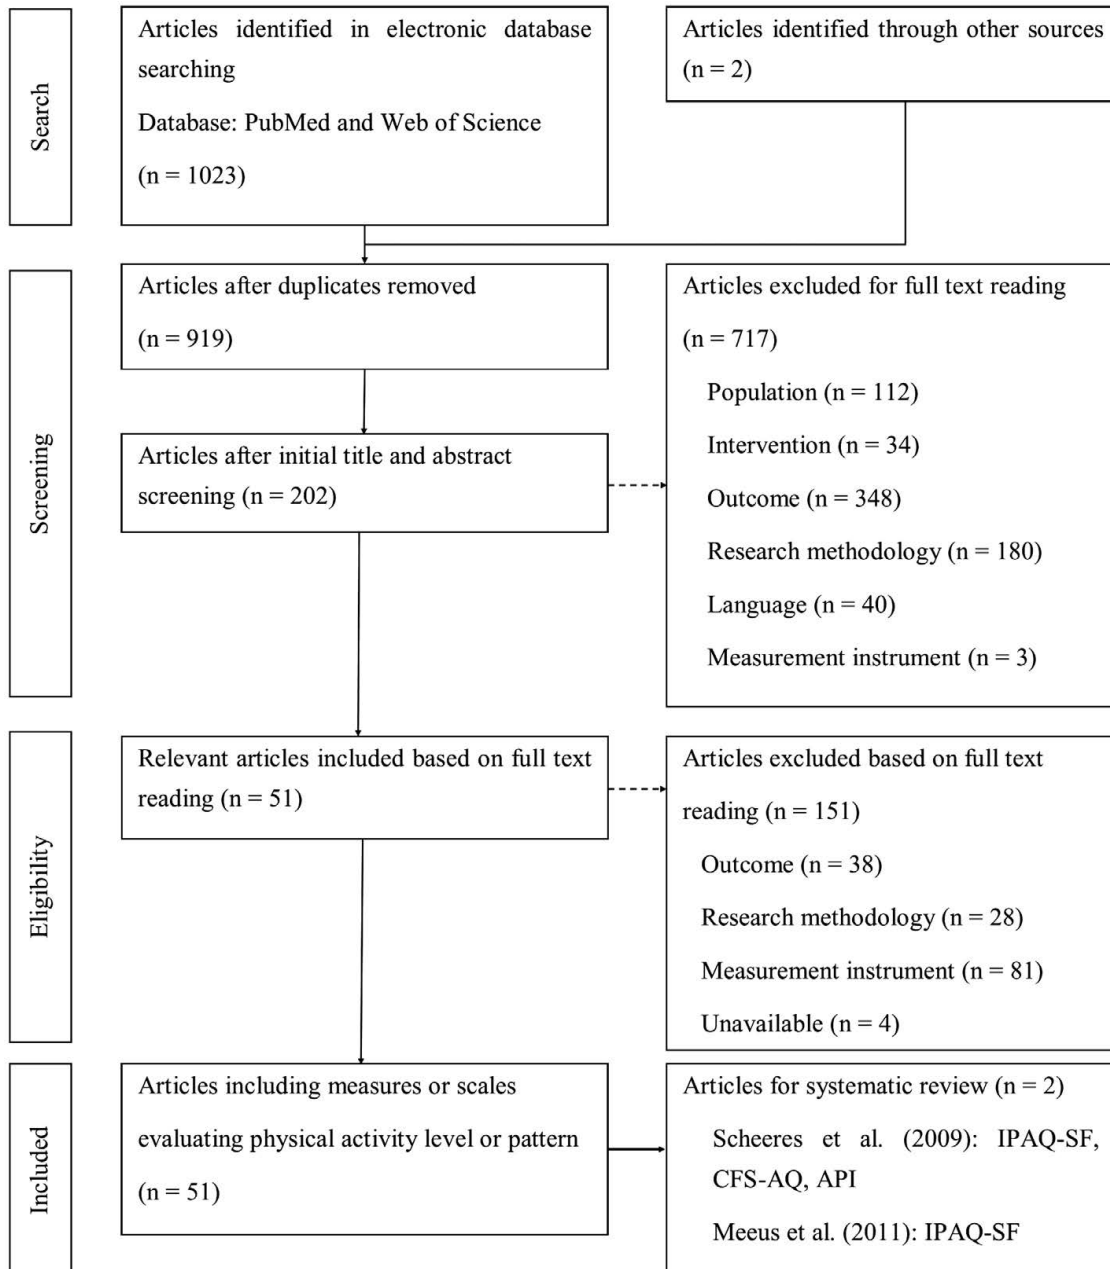 Search
Articles identified in electronic database
searching
Database: PubMed and Web of Science
(n = 1023)
Articles identified through other sources
(n = 2)
Screening
Articles after duplicates removed
(n = 919)
Articles after initial title and abstract
screening (n = 202)
Articles excluded for full text reading
(n = 717)
Population (n = 112)
Intervention (n = 34)
Outcome (n = 348)
Research methodology (n = 180)
Language (n = 40)
Measurement instrument (n = 3)
Eligibility
Relevant articles included based on full text
reading (n = 51)
Articles excluded based on full text
reading (n = 151)
Outcome (n = 38)
Research methodology (n = 28)
Measurement instrument (n = 81)
Unavailable (n = 4)
Included
Articles including measures or scales
evaluating physical activity level or pattern
(n = 51)
Articles for systematic review (n = 2)
Scheeres et al. (2009): IPAQ-SF,
CFS-AQ, API
Meeus et al. (2011): IPAQ-SF